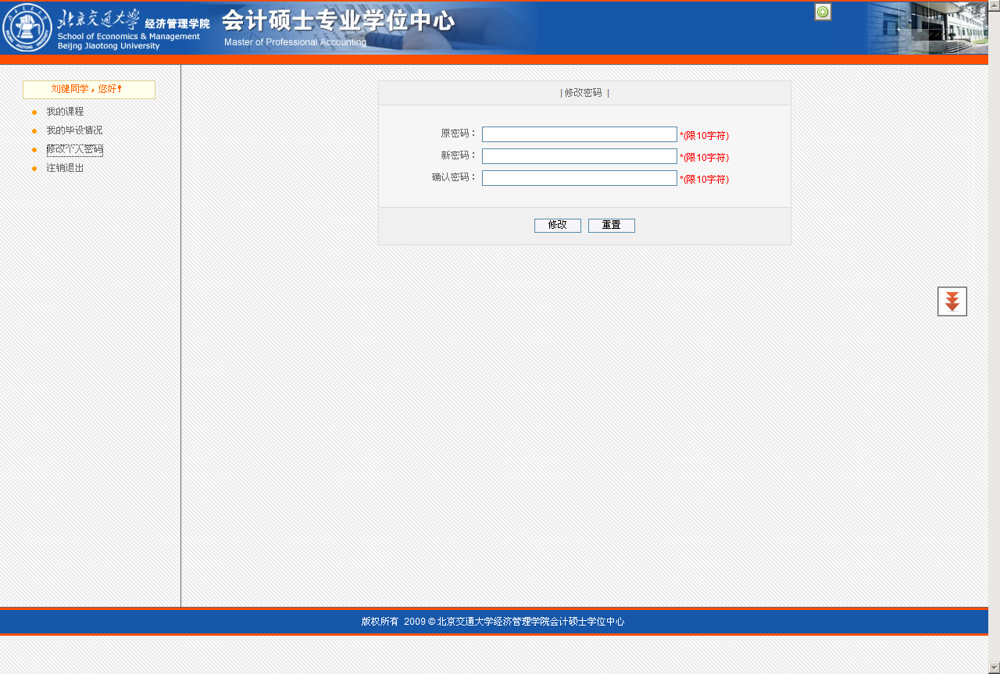 北京交通大学 经济管理学院
School of Economics & Management
Beijng Jiaotong University
会计硕士专业学位中心
Master of Professional Accounting
刘健同学，您好！
我的课程
我的毕设情况
修改个人密码
注销退出
| 修改密码 |
原密码： *(限10字符)
新密码： *(限10字符)
确认密码： *(限10字符)
修改 重置
版权所有 2009 © 北京交通大学经济管理学院会计硕士学位中心